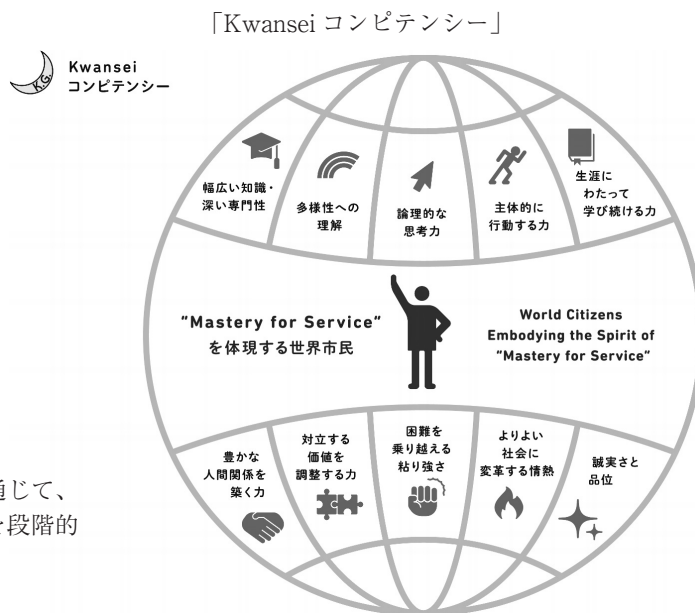 「Kwansei コンピテンシー」
K.G.
Kwansei
コンピテンシー
幅広い知識・
深い専門性
多様性への
理解
論理的な
思考力
主体的に
行動する力
生涯に
わたって
学び続ける力
"Mastery for Service"
を体現する世界市民
World Citizens
Embodying the Spirit of
"Mastery for Service"
豊かな
人間関係を
築く力
対立する
価値を
調整する力
困難を
乗り越える
粘り強さ
よりよい
社会に
変革する情熱
誠実さと
品位
通じて、
を段階的